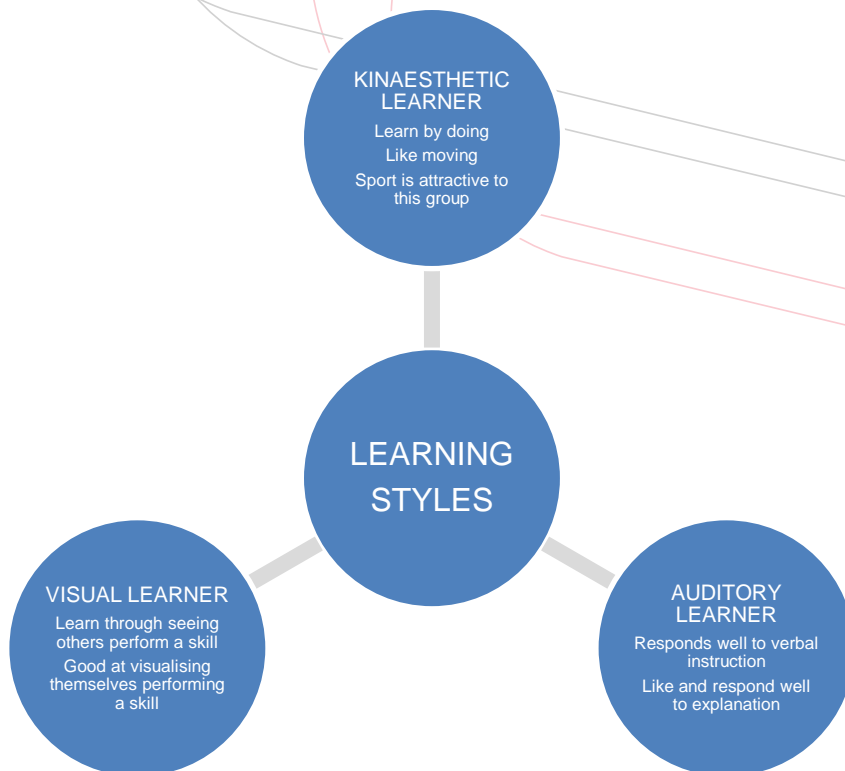 KINAESTHETIC
LEARNER
Learn by doing
Like moving
Sport is attractive to
this group
LEARNING
STYLES
VISUAL LEARNER
Learn through seeing
others perform a skill
Good at visualising
themselves performing
a skill
AUDITORY
LEARNER
Responds well to verbal
instruction
Like and respond well
to explanation